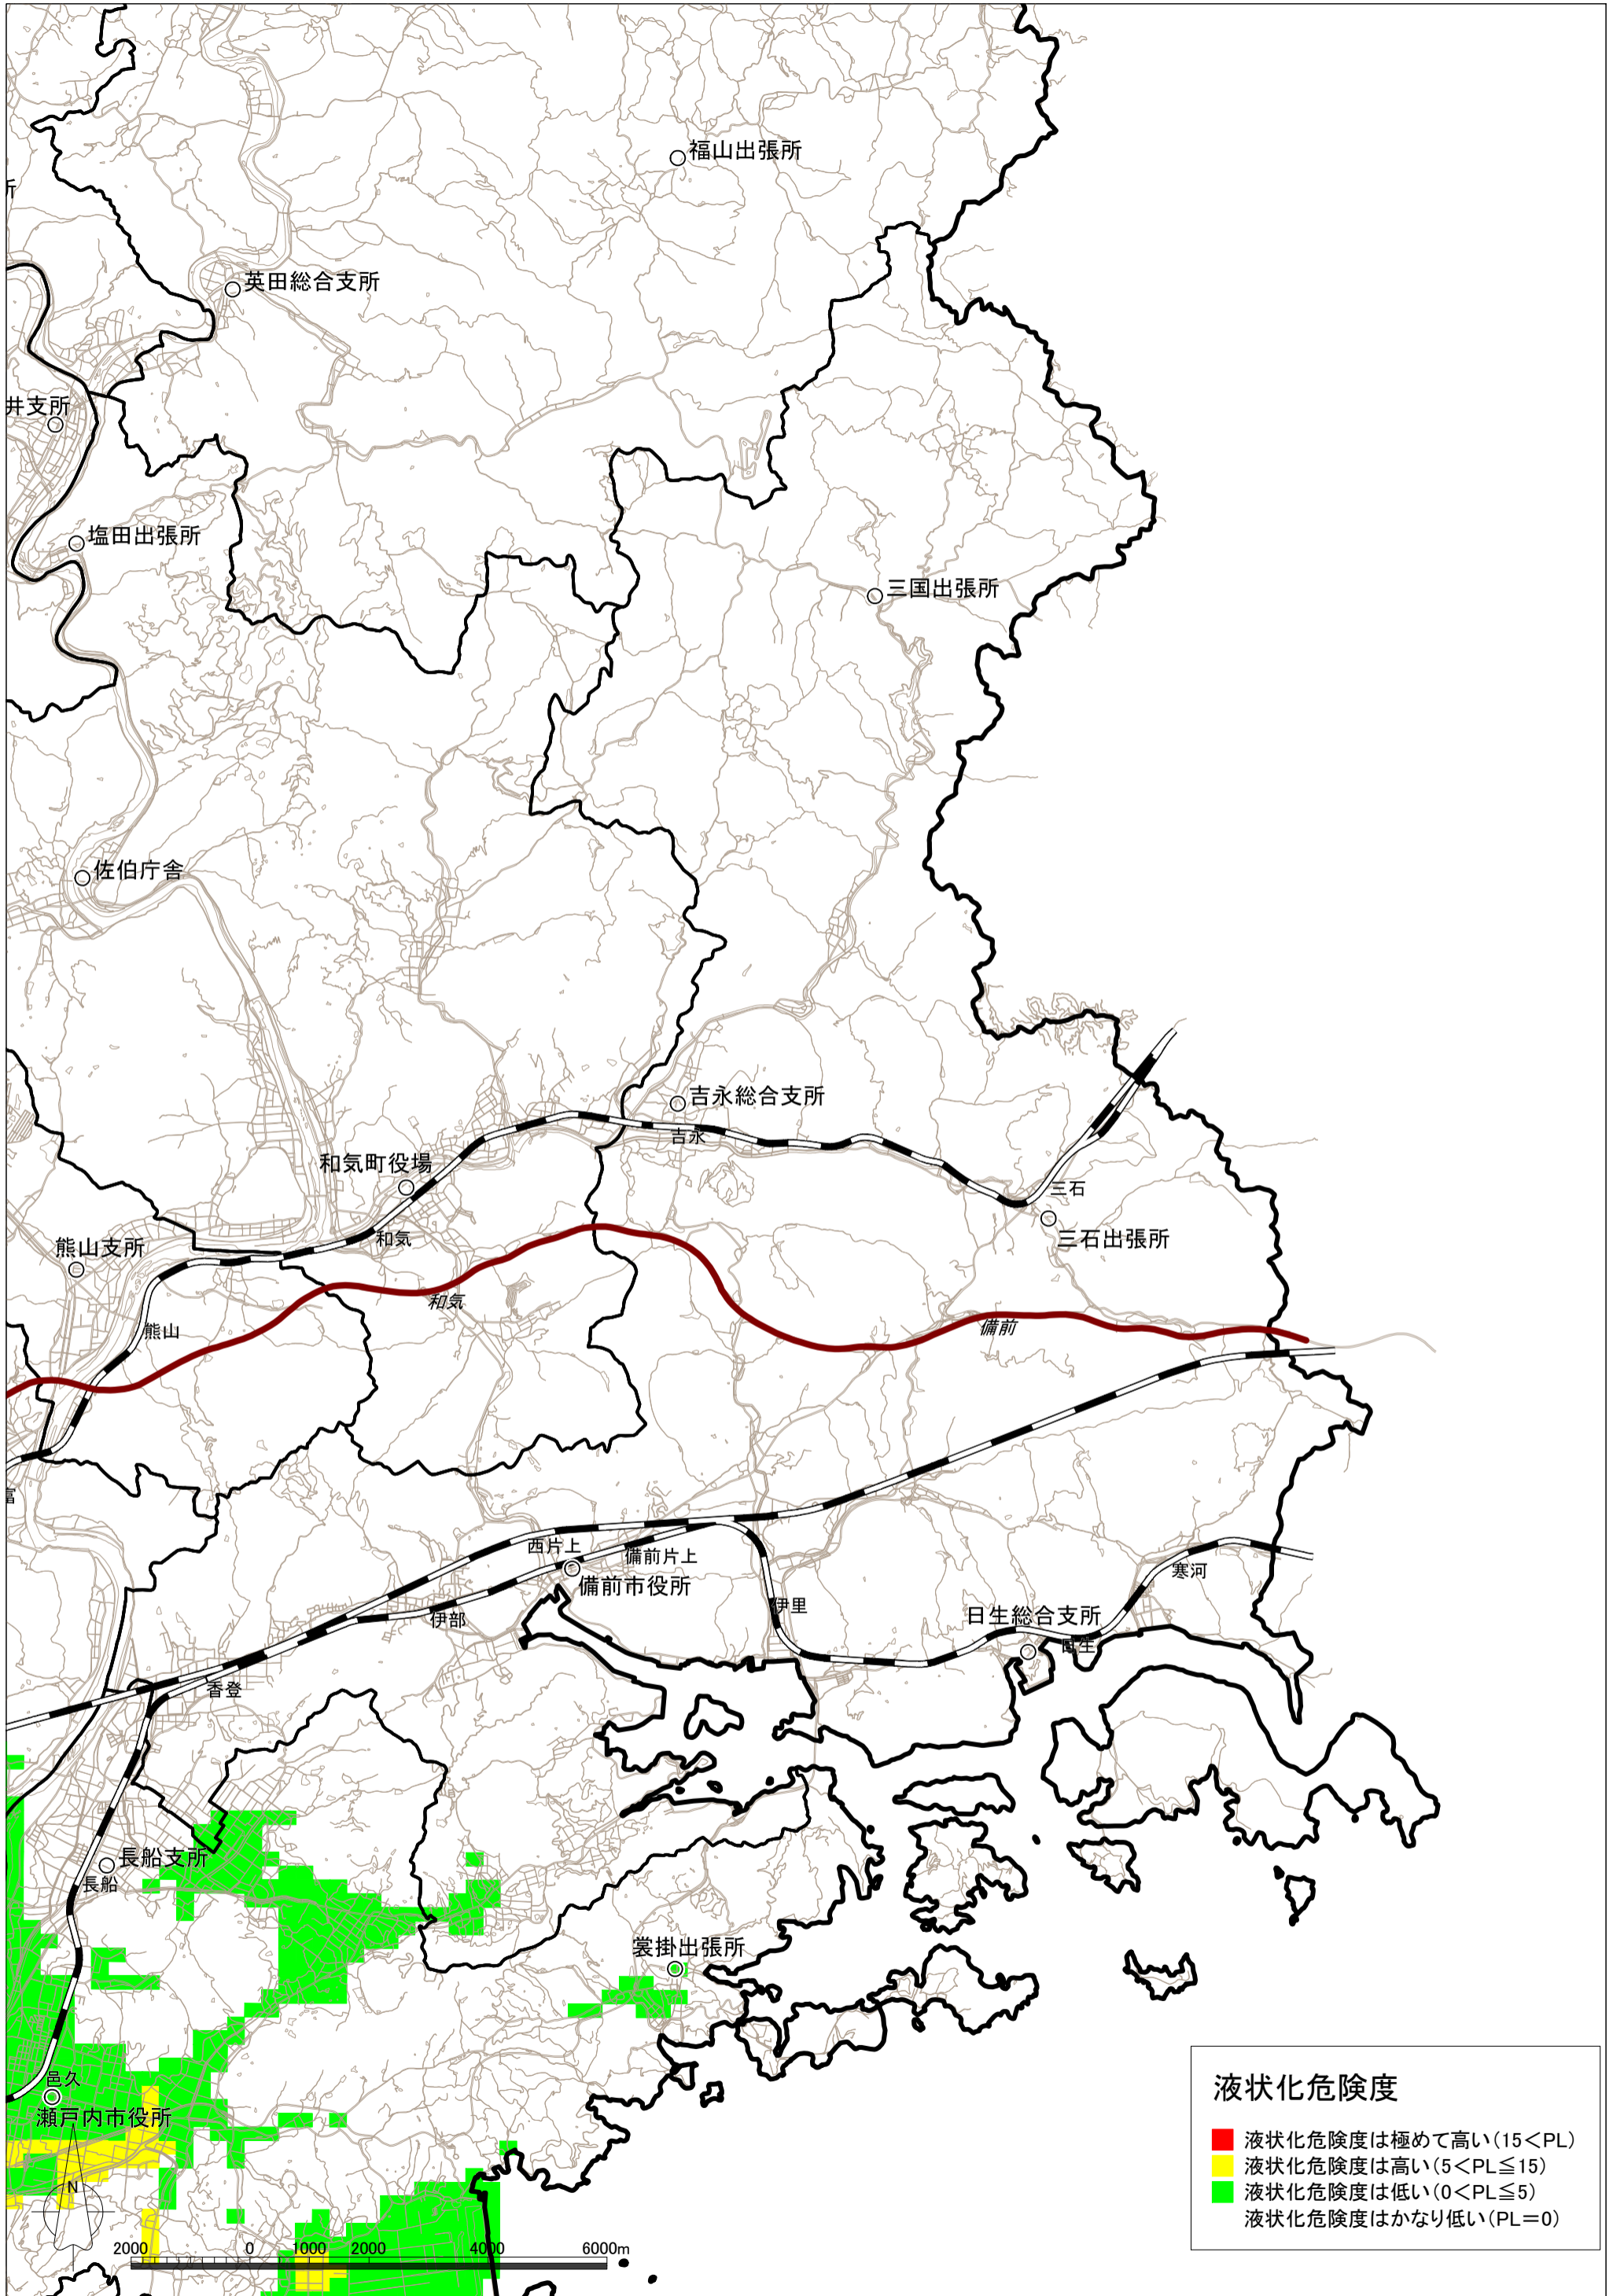 福山出張所
所
英田総合支所
井支所
塩田出張所
三国出張所
佐伯庁舎
吉永総合支所
吉永
和気町役場
三石
三石出張所
和気
熊山支所
和気
備前
熊山
富
西片上
備前片上
備前市役所
寒河
伊里
日生総合支所
伊部
日生
香登
長船支所
長船
裳掛出張所
邑久
瀬戸内市役所
液状化危険度
液状化危険度は極めて高い(15<PL)
液状化危険度は高い(5<PL≦15)
液状化危険度は低い(0<PL≦5)
液状化危険度はかなり低い(PL=0)
N
2000 0 1000 2000 4000 6000m